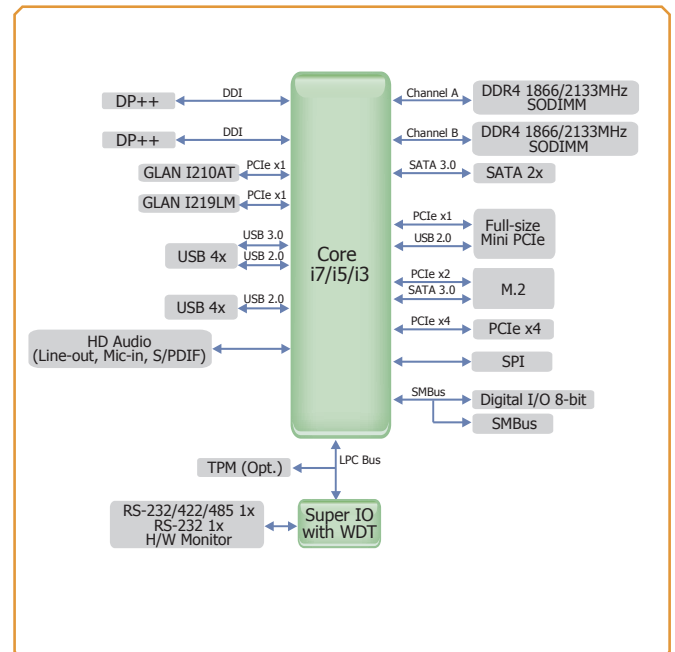 DP++
DDI
DP++
DDI
GLAN I210AT
PCIe x1
GLAN I219LM
PCIe x1
USB 4x
USB 3.0
USB 2.0
USB 4x
USB 2.0
HD Audio
(Line-out, Mic-in, S/PDIF)
Core
i7/i5/i3
Channel A
DDR4 1866/2133MHz
SODIMM
Channel B
DDR4 1866/2133MHz
SODIMM
SATA 3.0
SATA 2x
PCIe x1
USB 2.0
Full-size
Mini PCIe
PCIe x2
SATA 3.0
M.2
PCIe x4
PCIe x4
SPI
SMBus
Digital I/O 8-bit
SMBus
TPM (Opt.)
LPC Bus
RS-232/422/485 1x
RS-232 1x
H/W Monitor
Super IO
with WDT